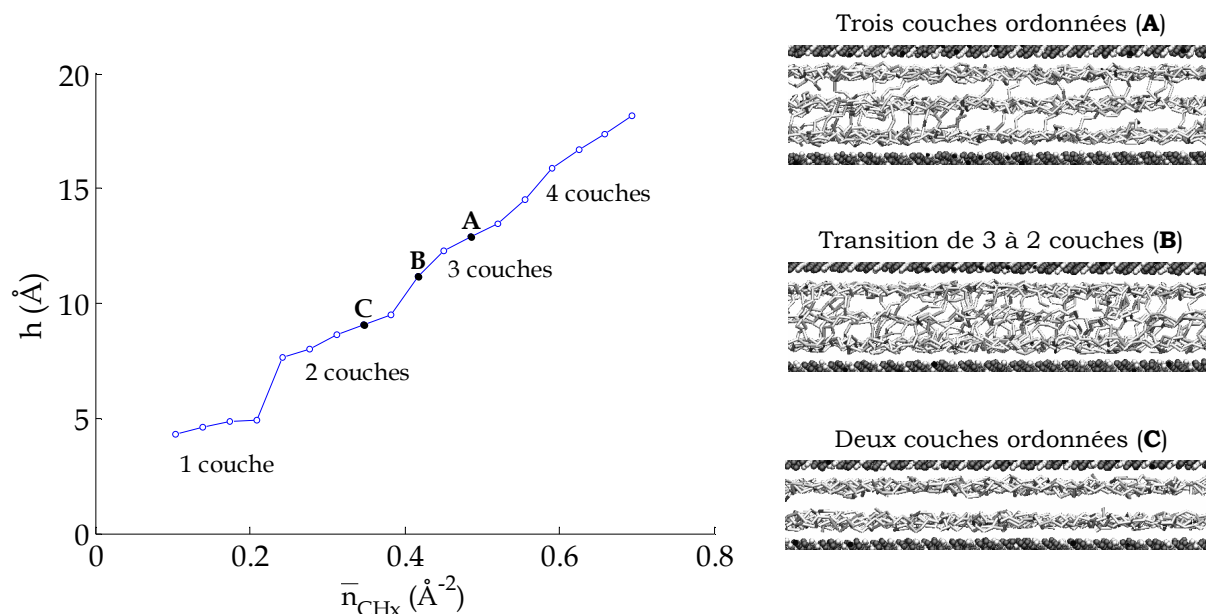 20
15
10
5
0
h (Å)
0
0.2
0.4
0.6
0.8
n̅CHx (Å-2)
1 couche
2 couches
3 couches
4 couches
A
B
C
Trois couches ordonnées (A)
Transition de 3 à 2 couches (B)
Deux couches ordonnées (C)